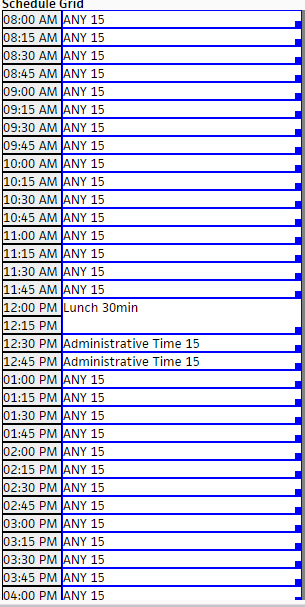 Schedule Grid
08:00 AM ANY 15
08:15 AM ANY 15
08:30 AM ANY 15
08:45 AM ANY 15
09:00 AM ANY 15
09:15 AM ANY 15
09:30 AM ANY 15
09:45 AM ANY 15
10:00 AM ANY 15
10:15 AM ANY 15
10:30 AM ANY 15
10:45 AM ANY 15
11:00 AM ANY 15
11:15 AM ANY 15
11:30 AM ANY 15
11:45 AM ANY 15
12:00 PM Lunch 30min
12:15 PM
12:30 PM Administrative Time 15
12:45 PM Administrative Time 15
01:00 PM ANY 15
01:15 PM ANY 15
01:30 PM ANY 15
01:45 PM ANY 15
02:00 PM ANY 15
02:15 PM ANY 15
02:30 PM ANY 15
02:45 PM ANY 15
03:00 PM ANY 15
03:15 PM ANY 15
03:30 PM ANY 15
03:45 PM ANY 15
04:00 PM ANY 15